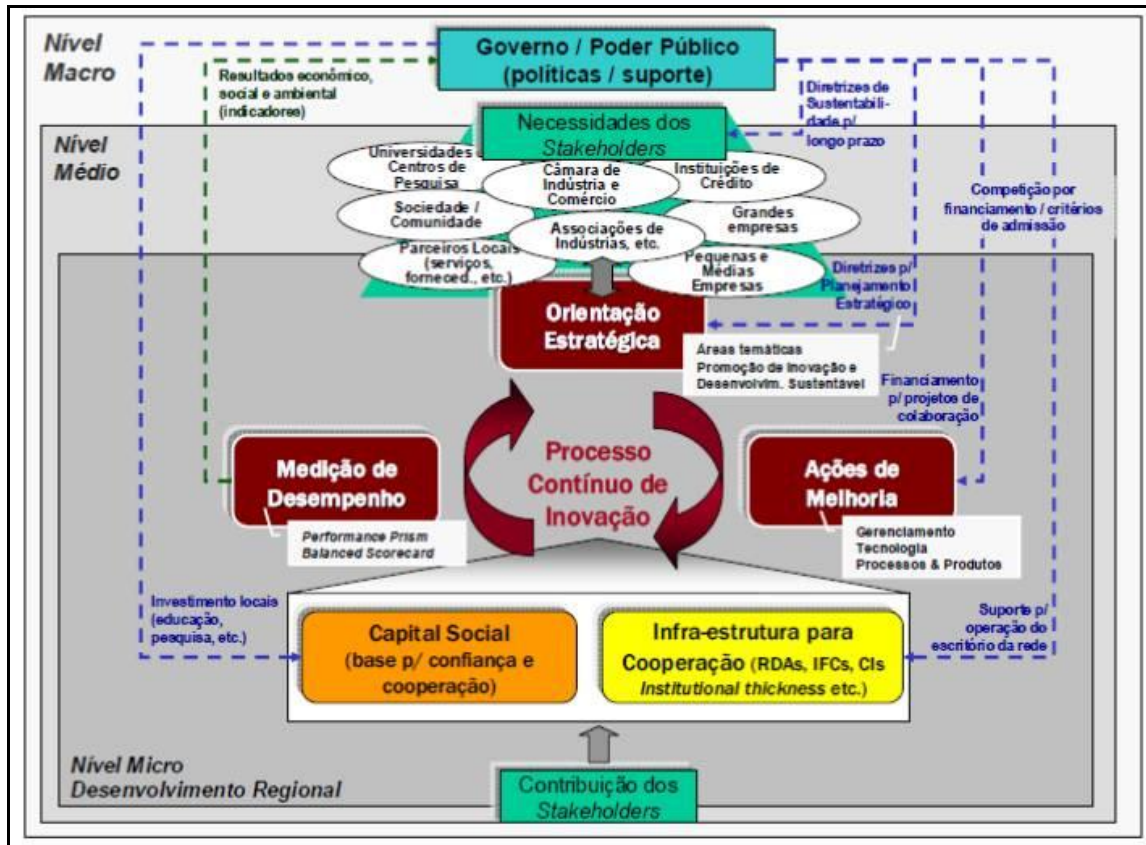 Nível
Macro
Governo / Poder Público
(políticas / suporte)
Resultados econômico,
social e ambiental
(indicadores)
Diretrizes de
Sustentabili-
dade p/
longo prazo
Necessidades dos
Stakeholders
Nível
Médio
Universidades
Centros de
Pesquisa
Câmara de
Indústria e
Comércio
Instituições de
Crédito
Sociedade /
Comunidade
Associações de
Indústrias, etc.
Grandes
empresas
Parceiros Locais
(serviços,
forneced., etc.)
Pequenas e
Médias
Empresas
Competição por
financiamento / critérios
de admissão
Diretrizes p/
Planejamento
Estratégico
Orientação
Estratégica
Áreas temáticas
Promoção de Inovação e
Desenvolvim. Sustentável
Financiamento
p/ projetos de
colaboração
Medição de
Desempenho
Performance Prism
Balanced Scorecard
Processo
Contínuo de
Inovação
Ações de
Melhoria
Gerenciamento
Tecnologia
Processos & Produtos
Investimento locais
(educação,
pesquisa, etc.)
Capital Social
(base p/ confiança e
cooperação)
Infra-estrutura para
Cooperação (RDAs, IFCs, CIs
Institutional thickness etc.)
Suporte p/
operação do
escritório da rede
Nível Micro
Desenvolvimento Regional
Contribuição dos
Stakeholders